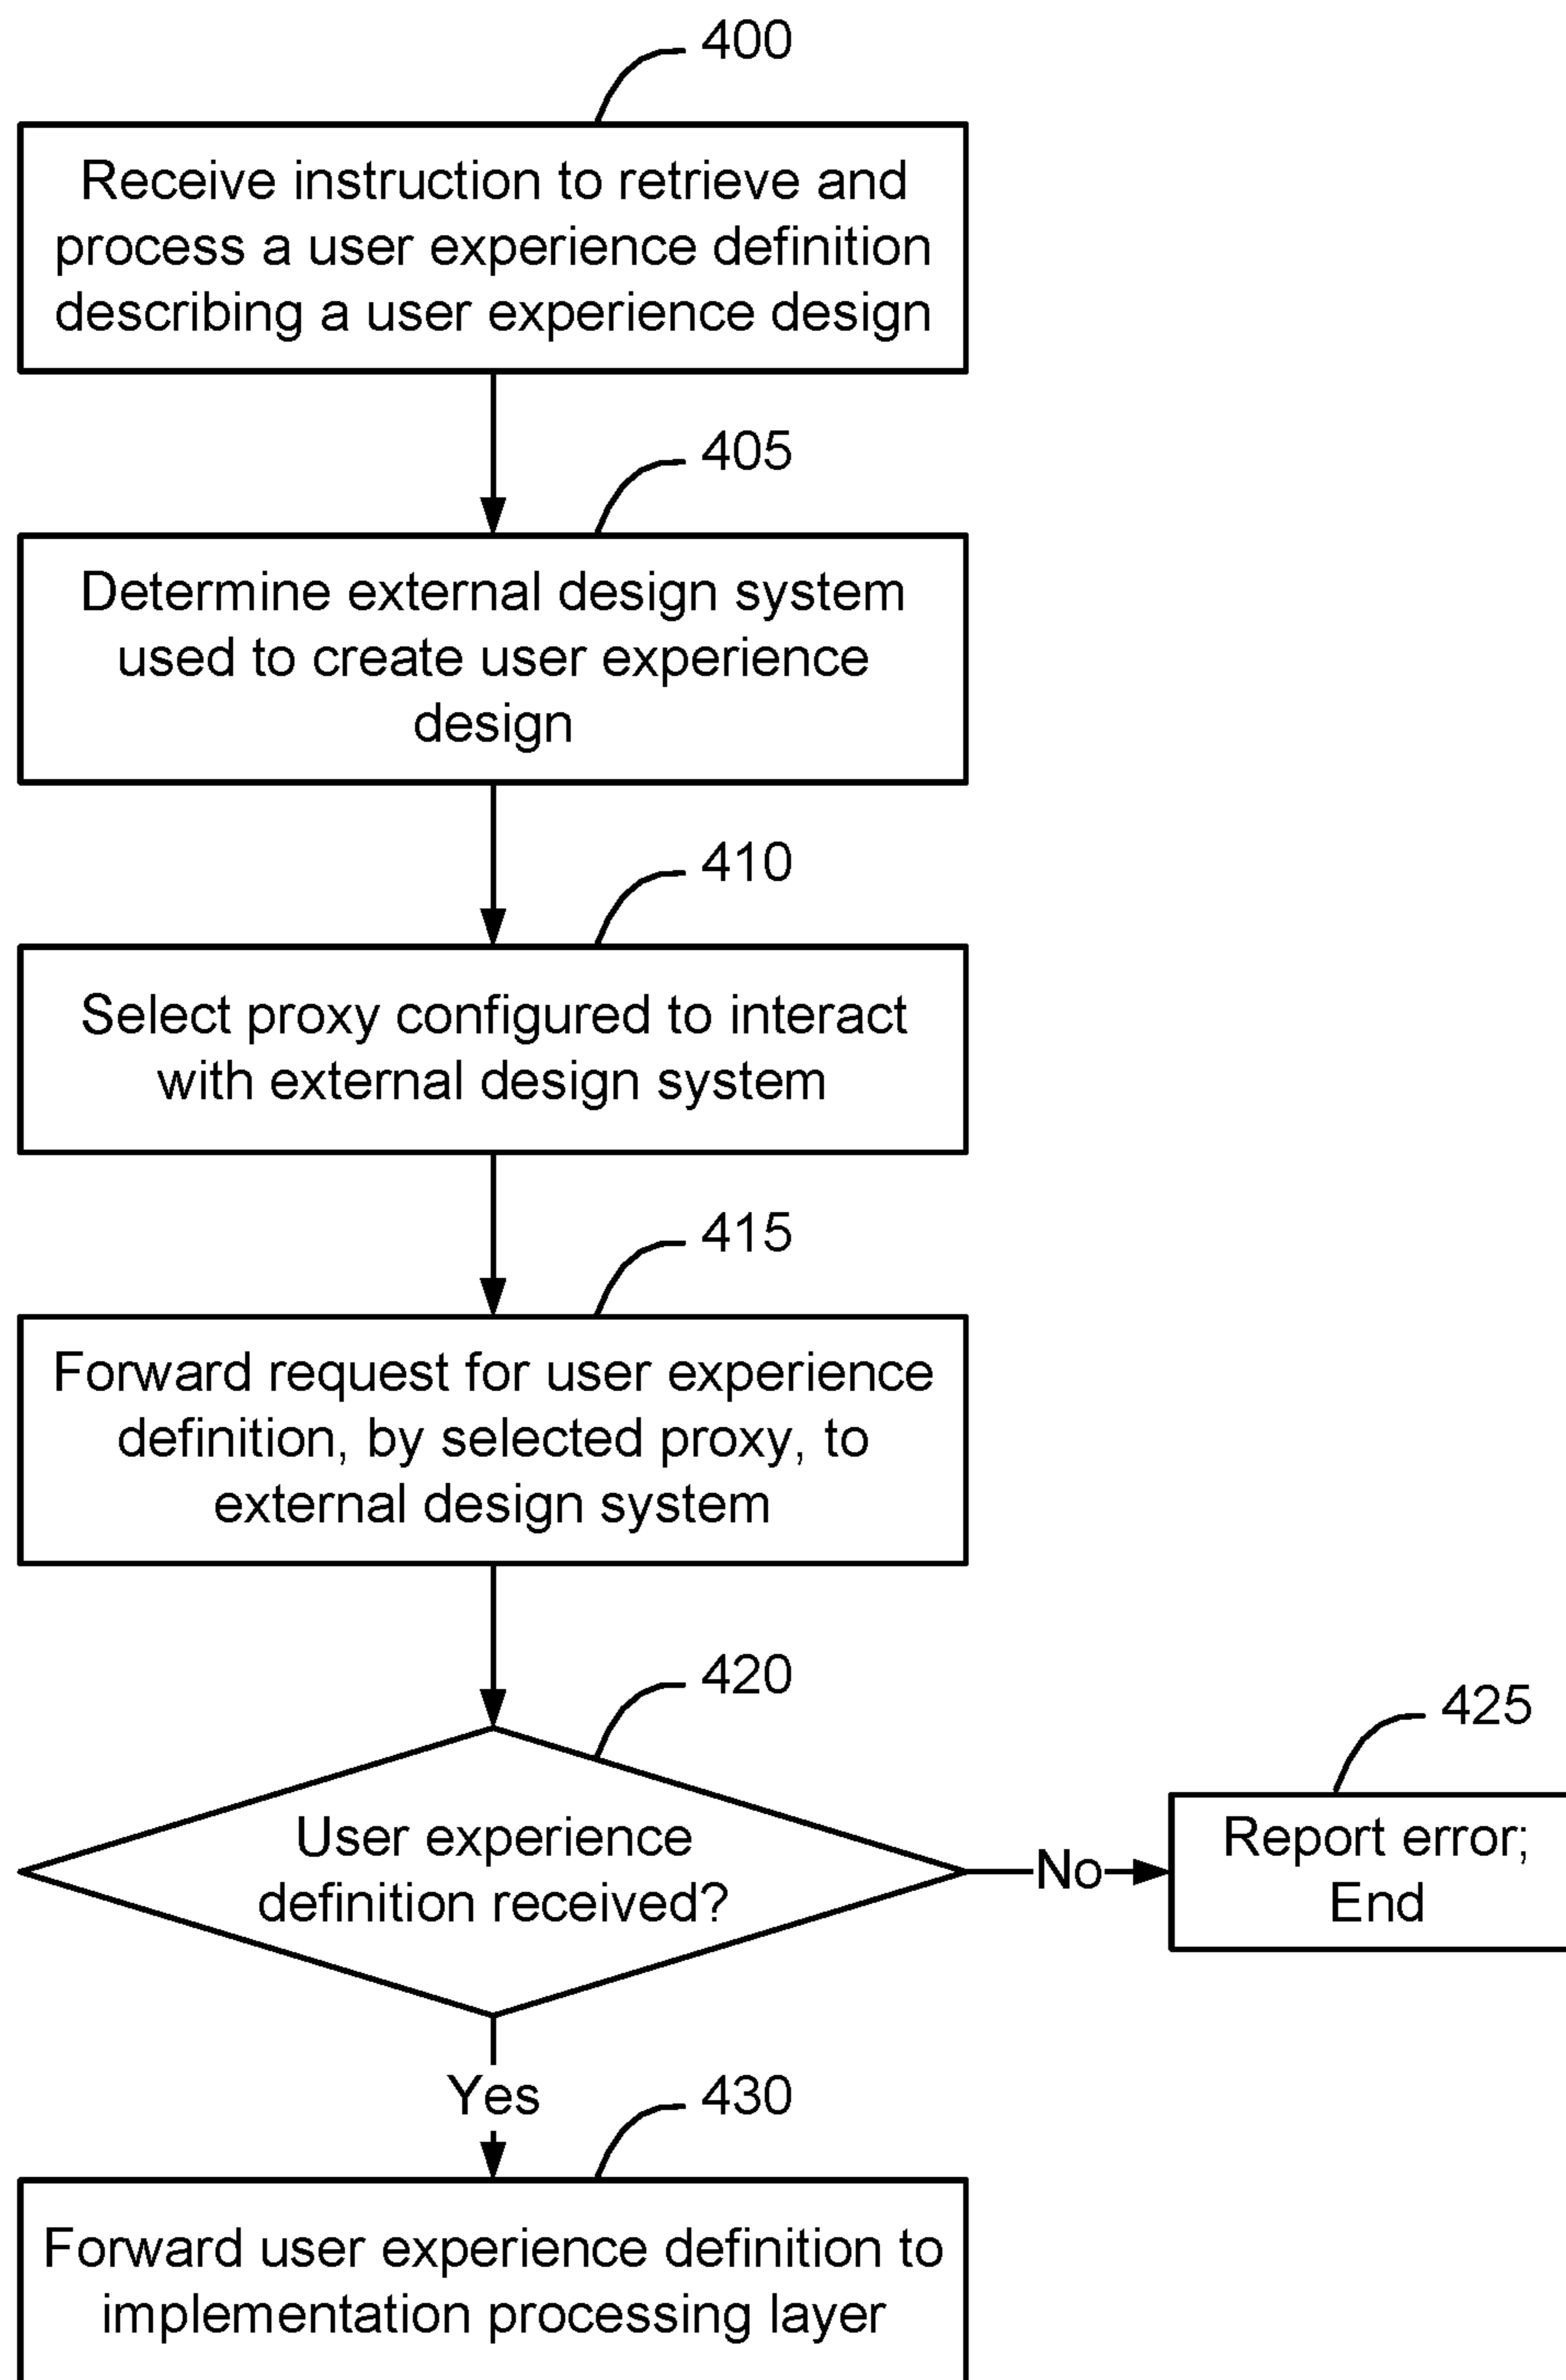 400
Receive instruction to retrieve and
process a user experience definition
describing a user experience design
405
Determine external design system
used to create user experience
design
410
Select proxy configured to interact
with external design system
415
Forward request for user experience
definition, by selected proxy, to
external design system
420
User experience
definition received?
No
425
Report error;
End
Yes
430
Forward user experience definition to
implementation processing layer